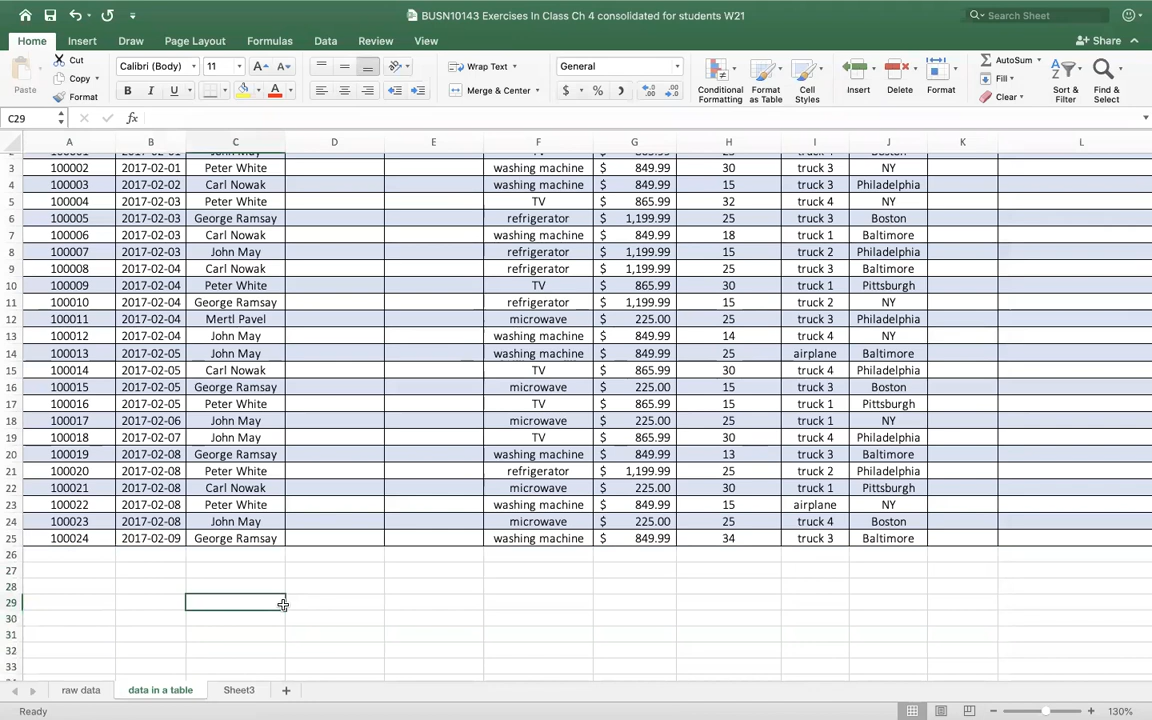 BUSN10143 Exercises In Class Ch 4 consolidated for students W21
Search Sheet
Home Insert Draw Page Layout Formulas Data Review View Share
Paste Cut Copy Format
Calibri (Body) 11
B I U A
Wrap Text
Merge & Center
General
$ % )
Conditional Formatting
Format as Table
Cell Styles
Insert Delete Format
AutoSum
Fill
Clear
Sort & Filter
Find & Select
C29 fx
A B C D E F G H I J K L
3 100002 2017-02-01 Peter White washing machine $ 849.99 30 truck 3 NY
4 100003 2017-02-02 Carl Nowak washing machine $ 849.99 15 truck 3 Philadelphia
5 100004 2017-02-03 Peter White TV $ 865.99 32 truck 4 NY
6 100005 2017-02-03 George Ramsay refrigerator $ 1,199.99 25 truck 3 Boston
7 100006 2017-02-03 Carl Nowak washing machine $ 849.99 18 truck 1 Baltimore
8 100007 2017-02-03 John May refrigerator $ 1,199.99 15 truck 2 Philadelphia
9 100008 2017-02-04 Carl Nowak refrigerator $ 1,199.99 25 truck 3 Baltimore
10 100009 2017-02-04 Peter White TV $ 865.99 30 truck 1 Pittsburgh
11 100010 2017-02-04 George Ramsay refrigerator $ 1,199.99 15 truck 2 NY
12 100011 2017-02-04 Mertl Pavel microwave $ 225.00 25 truck 3 Philadelphia
13 100012 2017-02-04 John May washing machine $ 849.99 14 truck 4 NY
14 100013 2017-02-05 John May washing machine $ 849.99 25 airplane Baltimore
15 100014 2017-02-05 Carl Nowak TV $ 865.99 30 truck 4 Philadelphia
16 100015 2017-02-05 George Ramsay microwave $ 225.00 15 truck 3 Boston
17 100016 2017-02-05 Peter White TV $ 865.99 15 truck 1 Pittsburgh
18 100017 2017-02-06 John May microwave $ 225.00 25 truck 1 NY
19 100018 2017-02-07 John May TV $ 865.99 30 truck 4 Philadelphia
20 100019 2017-02-08 George Ramsay washing machine $ 849.99 13 truck 3 Baltimore
21 100020 2017-02-08 Peter White refrigerator $ 1,199.99 25 truck 2 Philadelphia
22 100021 2017-02-08 Carl Nowak microwave $ 225.00 30 truck 1 Pittsburgh
23 100022 2017-02-08 Peter White washing machine $ 849.99 15 airplane NY
24 100023 2017-02-08 John May microwave $ 225.00 25 truck 4 Boston
25 100024 2017-02-09 George Ramsay washing machine $ 849.99 34 truck 3 Baltimore
26
27
28
29
30
31
32
33
raw data data in a table Sheet3 +
Ready 130%